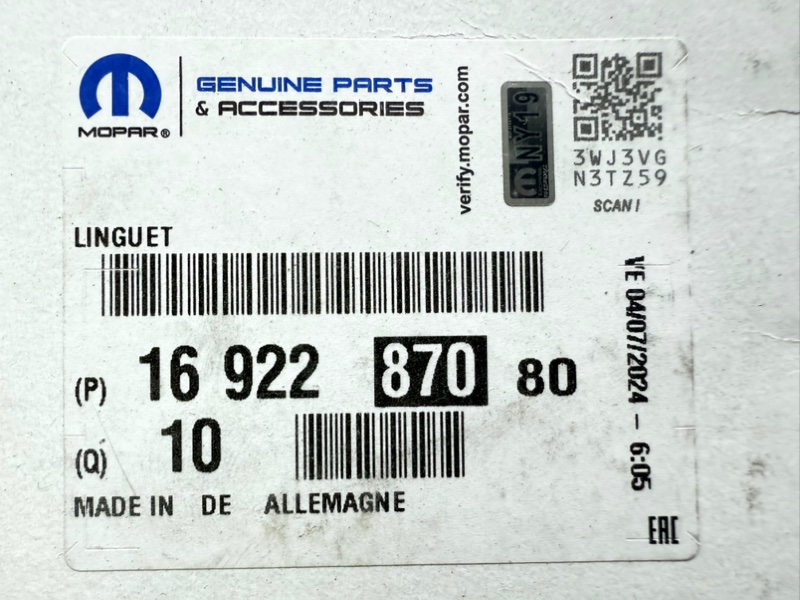 MOPAR®
GENUINE PARTS
& ACCESSORIES
verify.mopar.com
NY19
3WJ3VG
N3TZ59
SCAN!
LINGUET
(P) 16 922 870 80
(Q) 10
MADE IN DE ALLEMAGNE
VE 04/07/2024 - 6:05
EAC